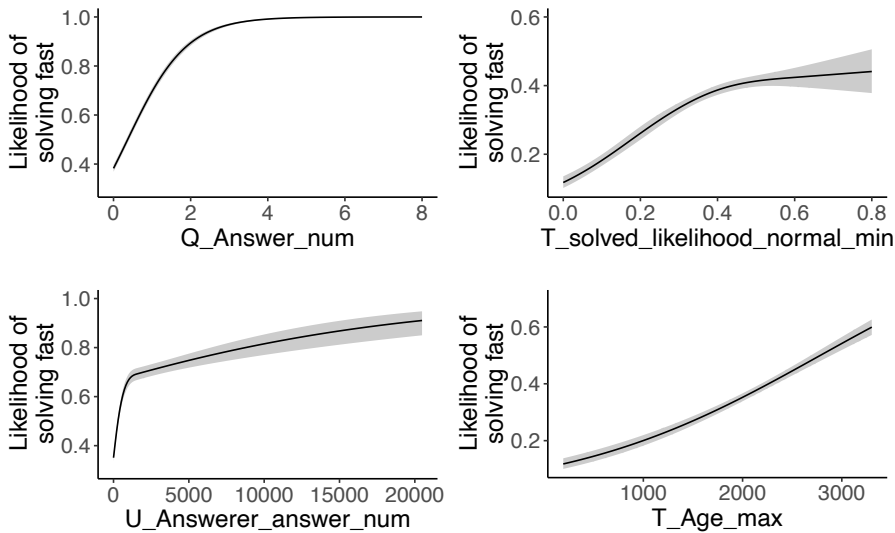 Likelihood of
solving fast
1.0
0.8
0.6
0.4
0 2 4 6 8
Q_Answer_num
Likelihood of
solving fast
0.6
0.4
0.2
0.0 0.2 0.4 0.6 0.8
T_solved_likelihood_normal_min
Likelihood of
solving fast
1.0
0.8
0.6
0.4
0 5000 10000 15000 20000
U_Answerer_answer_num
Likelihood of
solving fast
0.6
0.4
0.2
1000 2000 3000
T_Age_max